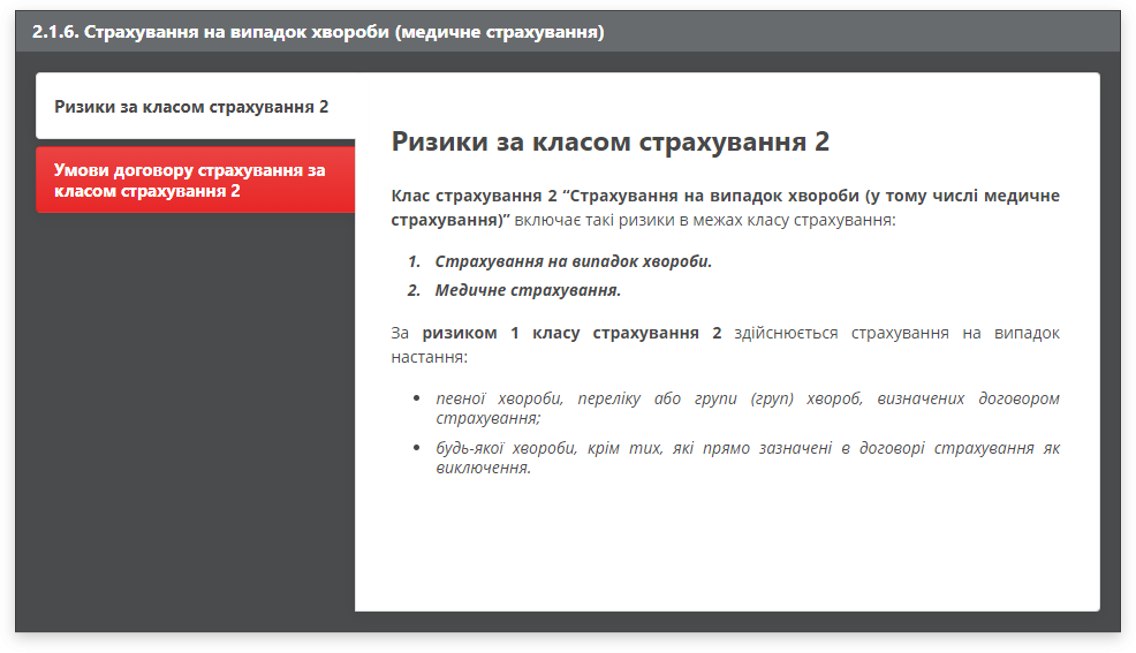 2.1.6. Страхування на випадок хвороби (медичне страхування)
Ризики за класом страхування 2
Умови договору страхування за
класом страхування 2
Ризики за класом страхування 2
Клас страхування 2 “Страхування на випадок хвороби (у тому числі медичне
страхування)” включає такі ризики в межах класу страхування:
1. Страхування на випадок хвороби.
2. Медичне страхування.
За ризиком 1 класу страхування 2 здійснюється страхування на випадок
настання:
• певної хвороби, переліку або групи (груп) хвороб, визначених договором
страхування;
• будь-якої хвороби, крім тих, які прямо зазначені в договорі страхування як
виключення.